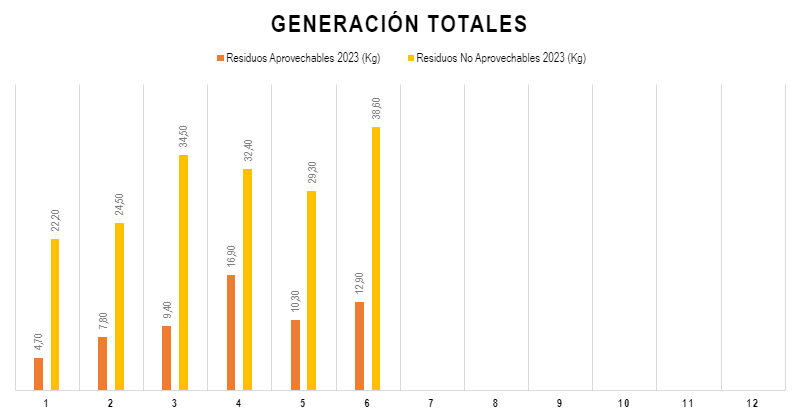 GENERACIÓN TOTALES
Residuos Aprovechables 2023 (Kg) Residuos No Aprovechables 2023 (Kg)
4,70 22,20 7,80 24,50 9,40 34,50 16,90 32,40 10,30 29,30 12,90 38,60
1 2 3 4 5 6 7 8 9 10 11 12